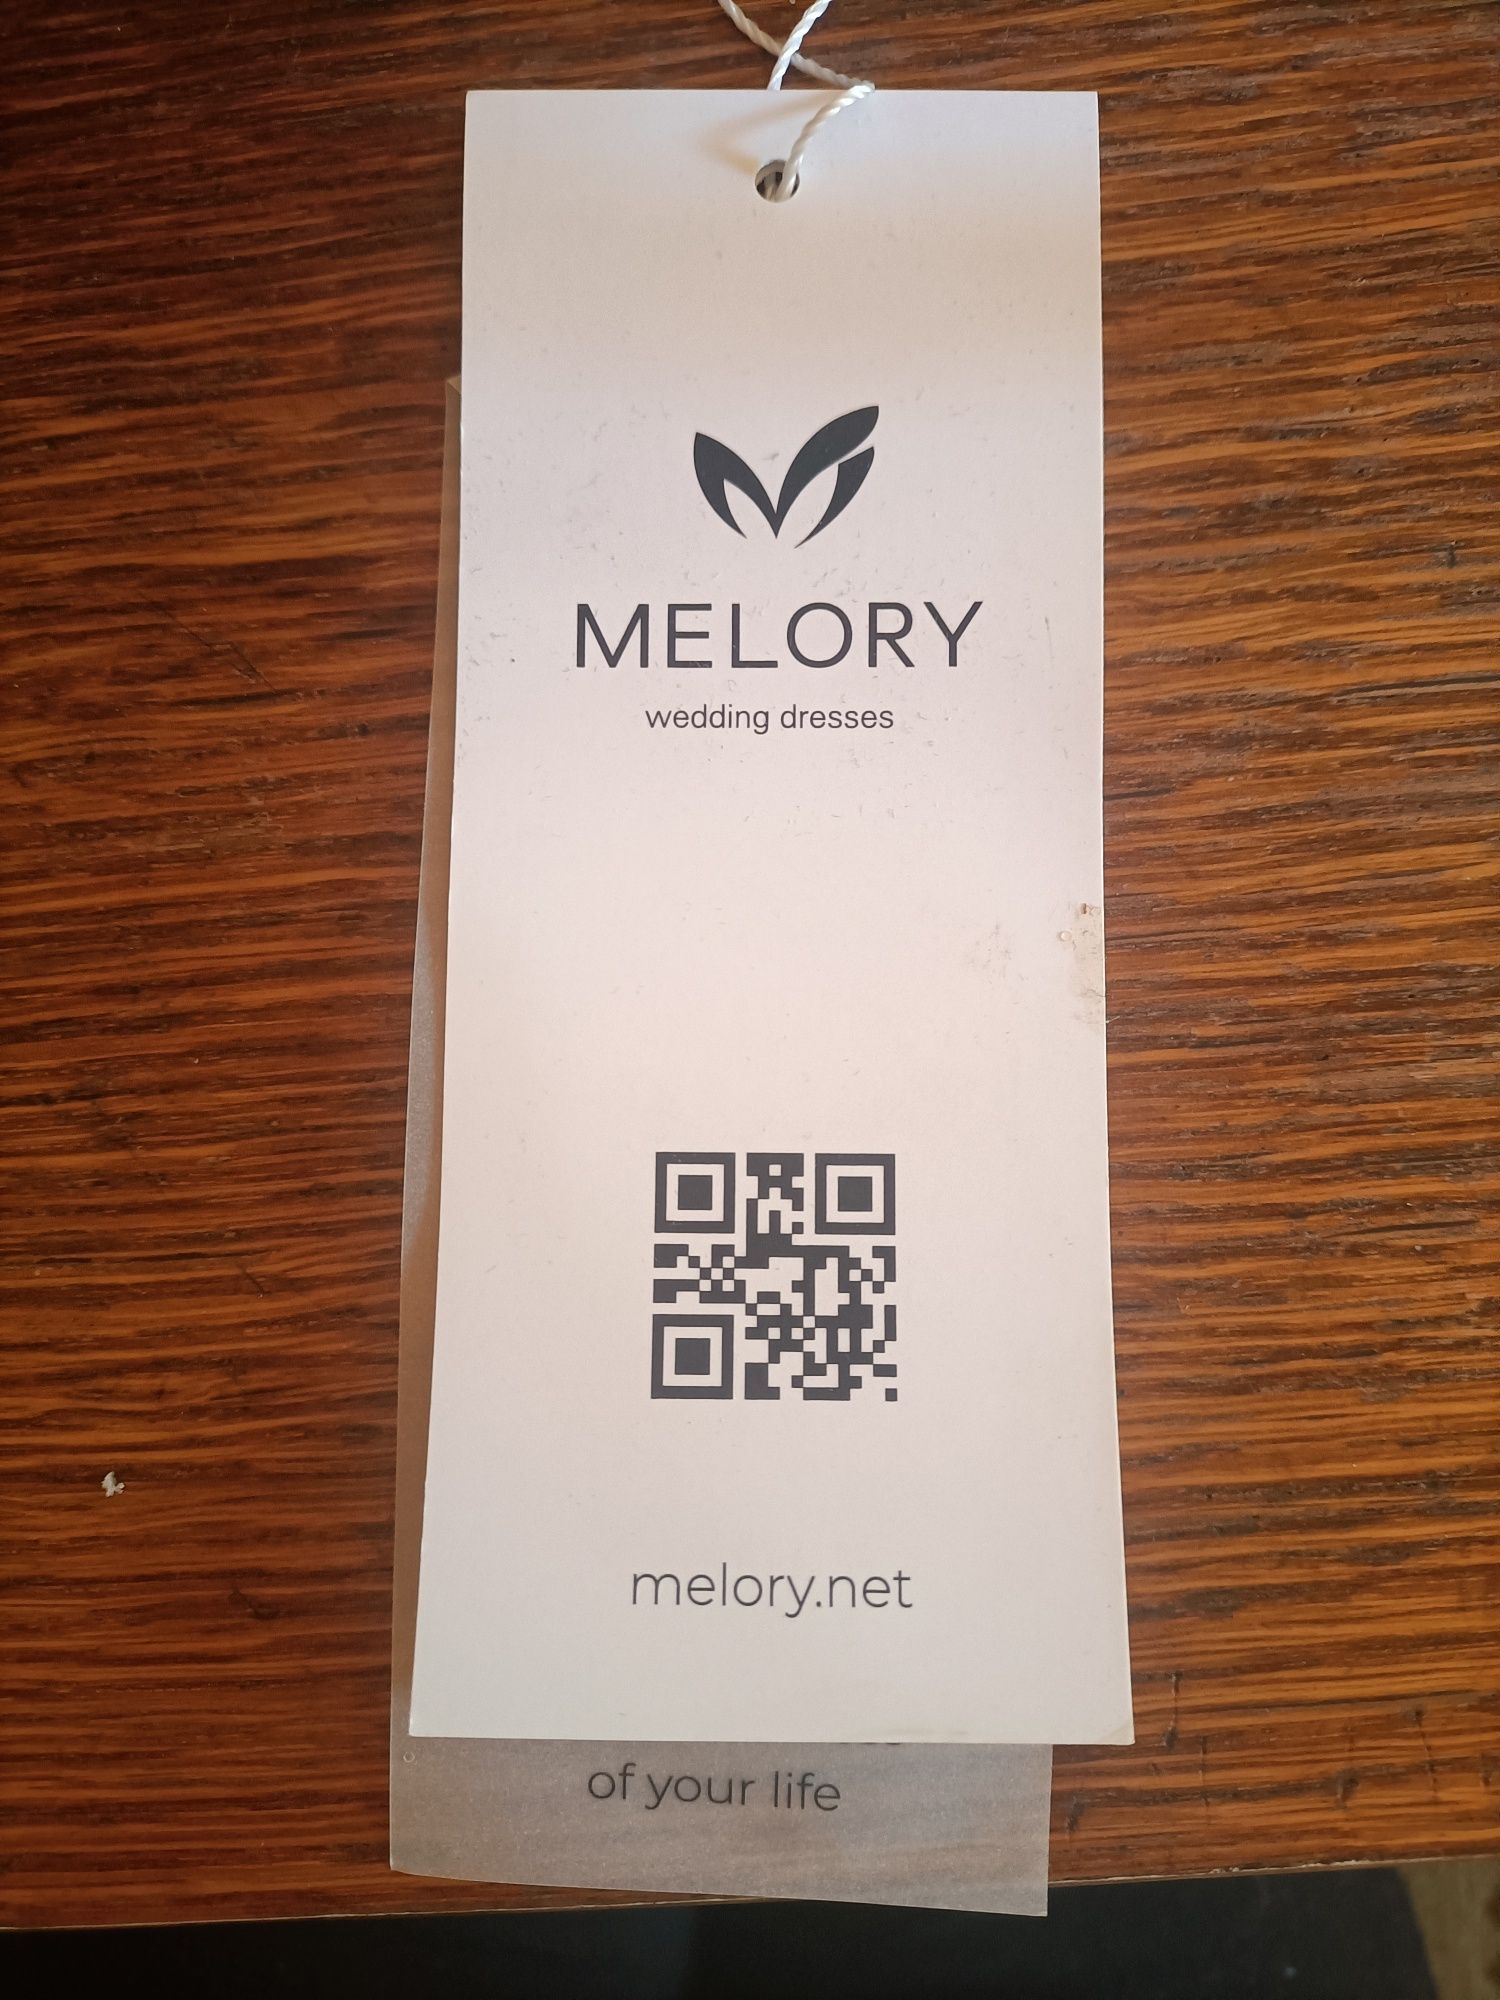 MELORY
wedding dresses
melory.net
of your life